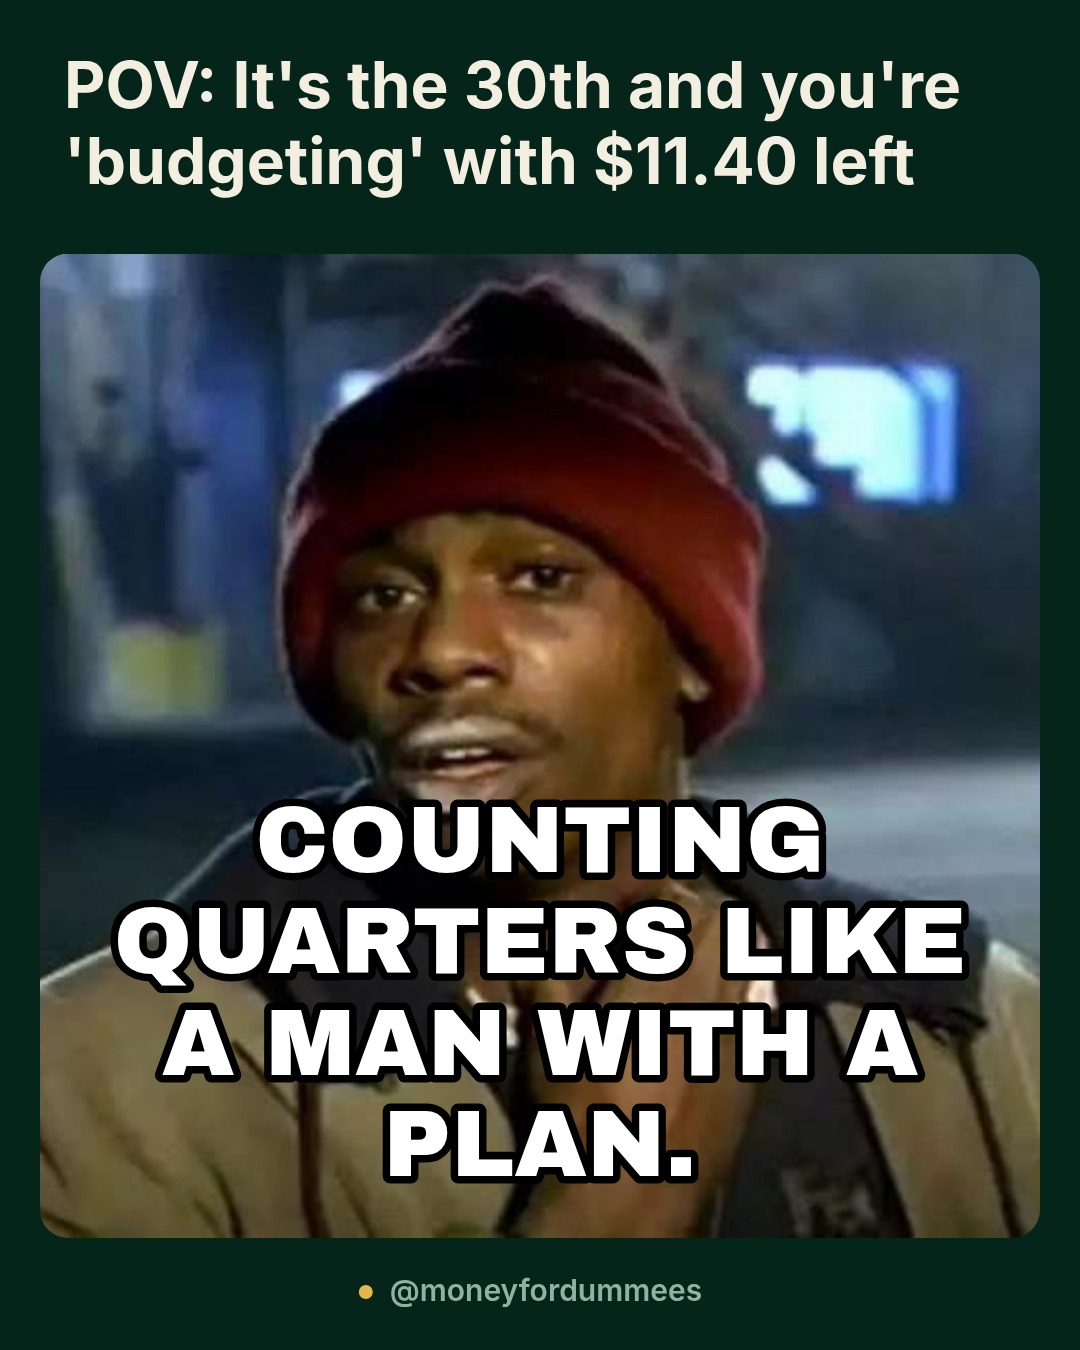 POV: It's the 30th and you're
'budgeting' with $11.40 left
COUNTING
QUARTERS LIKE
A MAN WITH A
PLAN.
@moneyfordummees